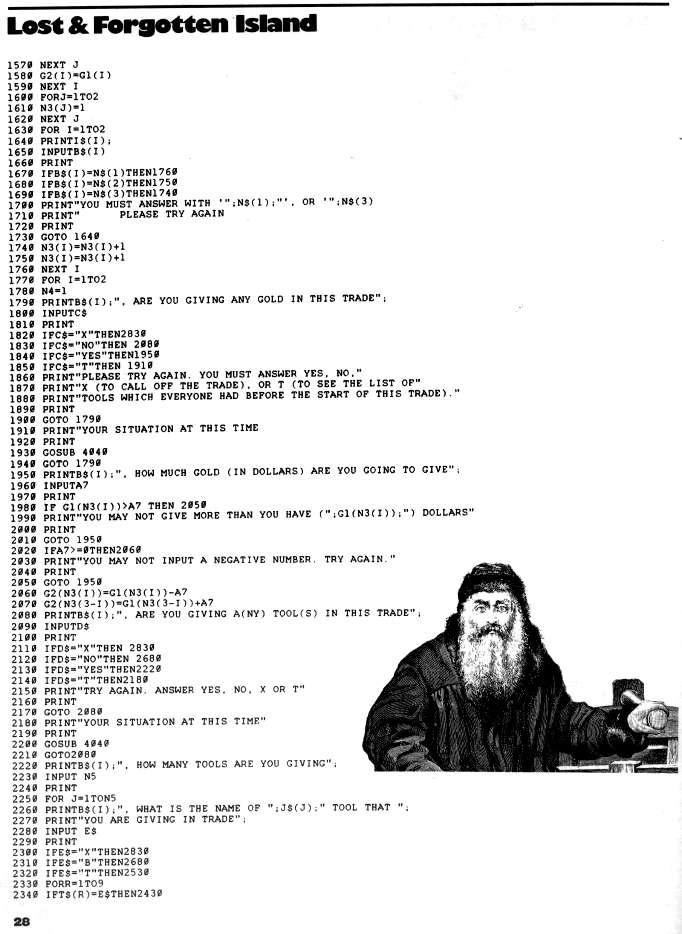 Lost & Forgotten Island
1570 NEXT J
1580 G2(I)=G1(I)
1590 NEXT I
1600 FORJ=1TO2
1610 N3(J)=1
1620 NEXT J
1630 FOR I=1TO2
1640 PRINTI$(I);
1650 INPUTB$(I)
1660 PRINT
1670 IFB$(I)=N$(1)THEN1760
1680 IFB$(I)=N$(2)THEN1750
1690 IFB$(I)=N$(3)THEN1740
1700 PRINT"YOU MUST ANSWER WITH '";N$(1);"', OR '";N$(3)
1710 PRINT"      PLEASE TRY AGAIN
1720 PRINT
1730 GOTO 1640
1740 N3(I)=N3(I)+1
1750 N3(I)=N3(I)+1
1760 NEXT I
1770 FOR I=1TO2
1780 N4=1
1790 PRINTB$(I);", ARE YOU GIVING ANY GOLD IN THIS TRADE";
1800 INPUTC$
1810 PRINT
1820 IFC$="X"THEN2830
1830 IFC$="NO"THEN 2080
1840 IFC$="YES"THEN1950
1850 IFC$="T"THEN 1910
1860 PRINT"PLEASE TRY AGAIN. YOU MUST ANSWER YES, NO,"
1870 PRINT"X (TO CALL OFF THE TRADE), OR T (TO SEE THE LIST OF"
1880 PRINT"TOOLS WHICH EVERYONE HAD BEFORE THE START OF THIS TRADE)."
1890 PRINT
1900 GOTO 1790
1910 PRINT"YOUR SITUATION AT THIS TIME
1920 PRINT
1930 GOSUB 4040
1940 GOTO 1790
1950 PRINTB$(I);", HOW MUCH GOLD (IN DOLLARS) ARE YOU GOING TO GIVE";
1960 INPUTA7
1970 PRINT
1980 IF G1(N3(I))>A7 THEN 2050
1990 PRINT"YOU MAY NOT GIVE MORE THAN YOU HAVE (";G1(N3(I));") DOLLARS"
2000 PRINT
2010 GOTO 1950
2020 IFA7>=0THEN2060
2030 PRINT"YOU MAY NOT INPUT A NEGATIVE NUMBER. TRY AGAIN."
2040 PRINT
2050 GOTO 1950
2060 G2(N3(I))=G1(N3(I))-A7
2070 G2(N3(3-I))=G1(N3(3-I))+A7
2080 PRINTB$(I);", ARE YOU GIVING A(NY) TOOL(S) IN THIS TRADE";
2090 INPUTD$
2100 PRINT
2110 IFD$="X"THEN 2830
2120 IFD$="NO"THEN 2680
2130 IFD$="YES"THEN2220
2140 IFD$="T"THEN2180
2150 PRINT"TRY AGAIN. ANSWER YES, NO, X OR T"
2160 PRINT
2170 GOTO 2080
2180 PRINT"YOUR SITUATION AT THIS TIME"
2190 PRINT
2200 GOSUB 4040
2210 GOTO2080
2220 PRINTB$(I);", HOW MANY TOOLS ARE YOU GIVING";
2230 INPUT N5
2240 PRINT
2250 FOR J=1TON5
2260 PRINTB$(I);", WHAT IS THE NAME OF ";J$(J);" TOOL THAT ";
2270 PRINT"YOU ARE GIVING IN TRADE";
2280 INPUT E$
2290 PRINT
2300 IFE$="X"THEN2830
2310 IFE$="B"THEN2680
2320 IFE$="T"THEN2530
2330 FORR=1TO9
2340 IFT$(R)=E$THEN2430
28